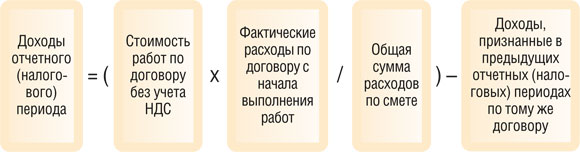 Доходы
отчетного
(налого-
вого)
периода
= (
Стоимость
работ по
договору
без учета
НДС
х
Фактические
расходы по
договору с
начала
выполнения
работ
/
Общая
сумма
расходов
по смете
) –
Доходы,
признанные в
предыдущих
отчетных (нало-
говых) периодах
по тому же
договору